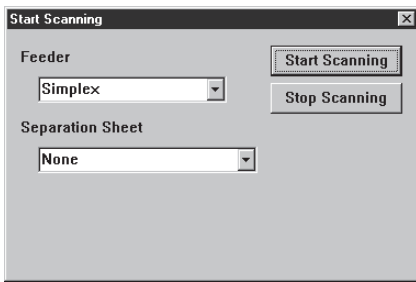 Start Scanning
Feeder
Simplex
Separation Sheet
None
Start Scanning
Stop Scanning